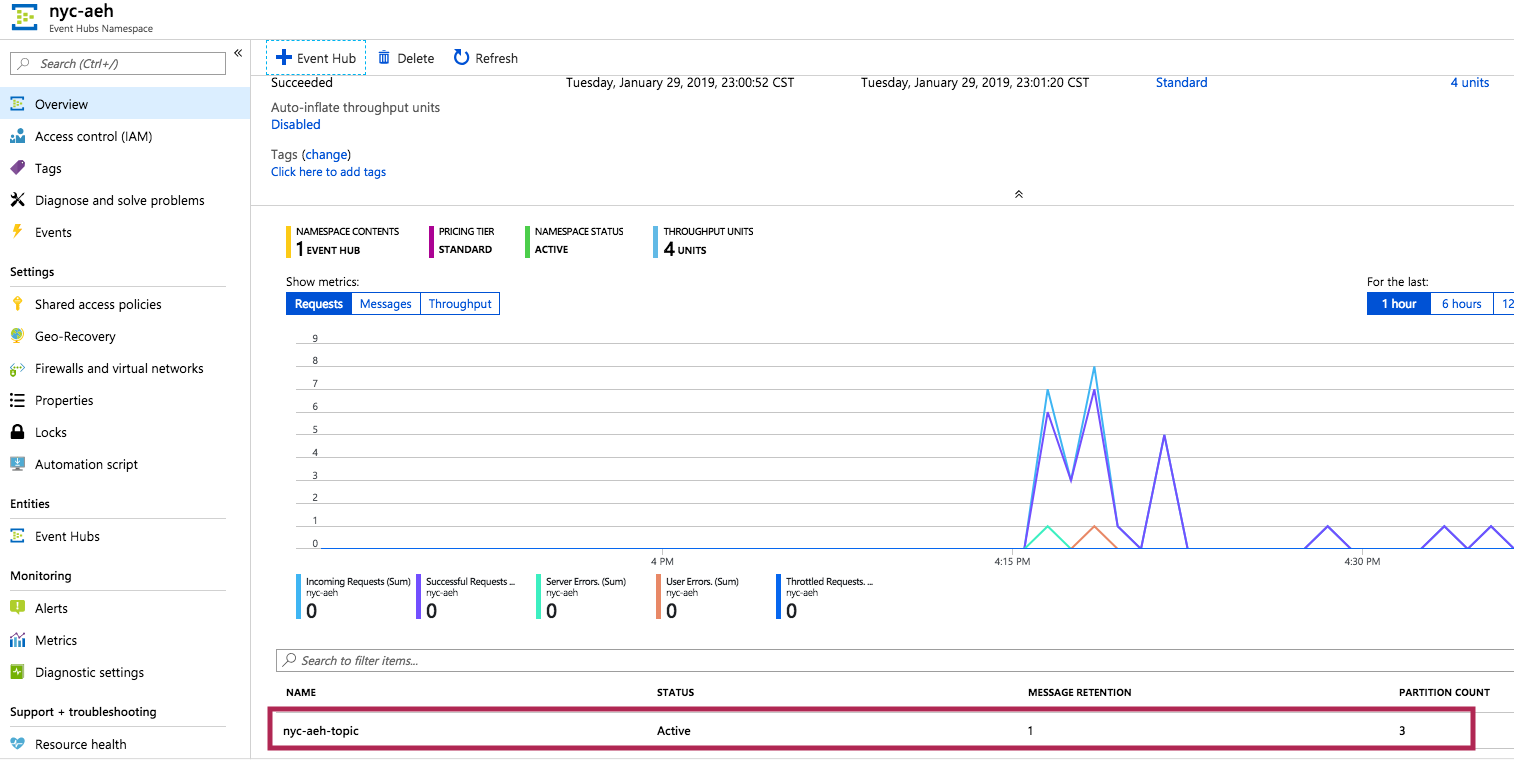 nyc-aeh
Event Hubs Namespace
Search (Ctrl+/)
«
Overview
Access control (IAM)
Tags
Diagnose and solve problems
Events
Settings
Shared access policies
Geo-Recovery
Firewalls and virtual networks
Properties
Locks
Automation script
Entities
Event Hubs
Monitoring
Alerts
Metrics
Diagnostic settings
Support + troubleshooting
Resource health
Event Hub Delete Refresh
Succeeded Tuesday, January 29, 2019, 23:00:52 CST Tuesday, January 29, 2019, 23:01:20 CST Standard 4 units
Auto-inflate throughput units
Disabled
Tags (change)
Click here to add tags
NAMESPACE CONTENTS PRICING TIER NAMESPACE STATUS THROUGHPUT UNITS
1 EVENT HUB STANDARD ACTIVE 4 UNITS
Show metrics: For the last:
Requests Messages Throughput 1 hour 6 hours 12
9
8
7
6
5
4
3
2
1
0
4 PM 4:15 PM 4:30 PM
Incoming Requests (Sum) Successful Requests ... Server Errors. (Sum) User Errors. (Sum) Throttled Requests. ...
nyc-aeh nyc-aeh nyc-aeh nyc-aeh nyc-aeh
0 0 0 0 0
Search to filter items...
NAME STATUS MESSAGE RETENTION PARTITION COUNT
nyc-aeh-topic Active 1 3